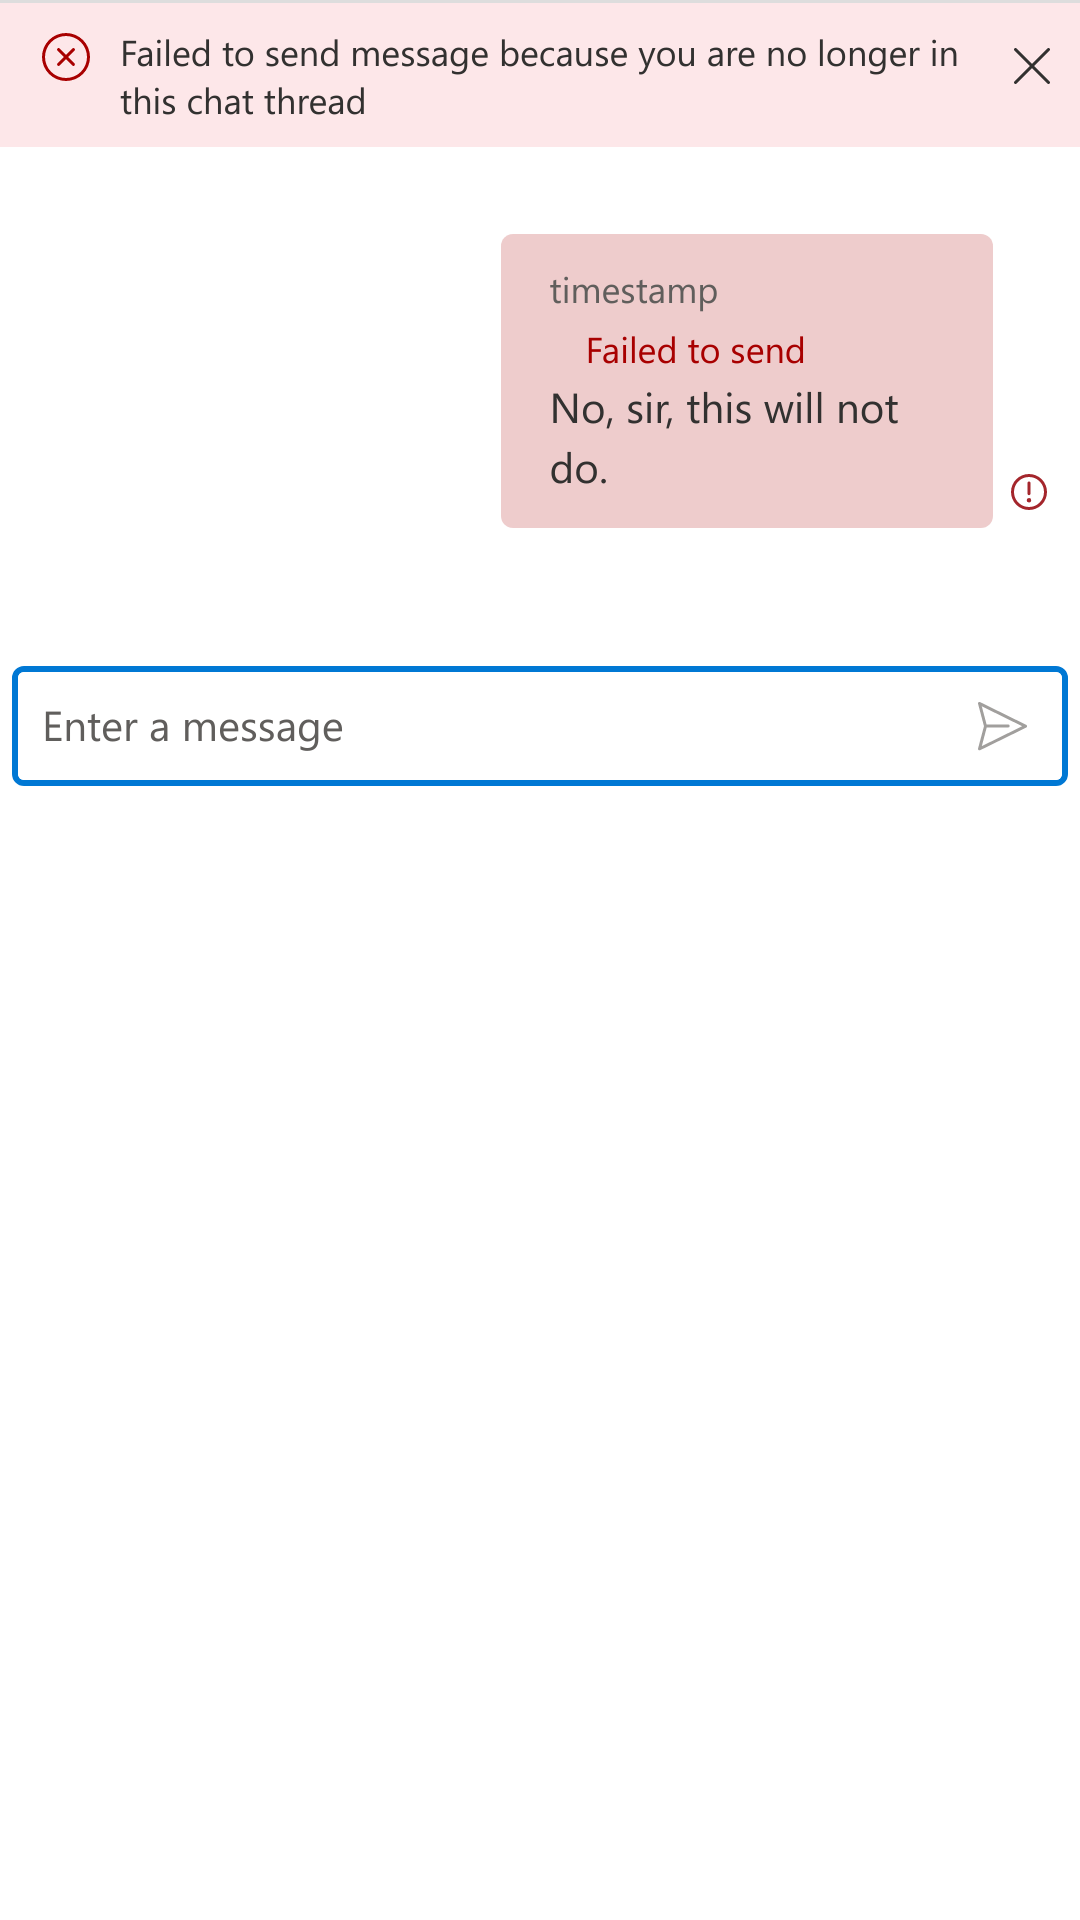 Failed to send message because you are no longer in
this chat thread
timestamp
Failed to send
No, sir, this will not
do.
Enter a message